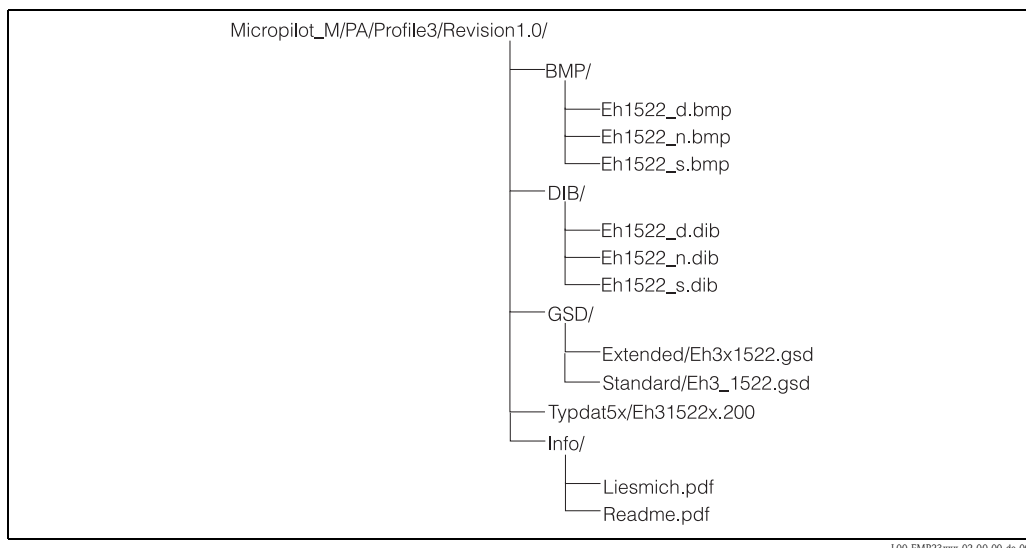 Micropilot_M/PA/Profile3/Revision1.0/
BMP/
Eh1522_d.bmp
Eh1522_n.bmp
Eh1522_s.bmp
DIB/
Eh1522_d.dib
Eh1522_n.dib
Eh1522_s.dib
GSD/
Extended/Eh3x1522.gsd
Standard/Eh3_1522.gsd
Typdat5x/Eh31522x.200
Info/
Liesmich.pdf
Readme.pdf